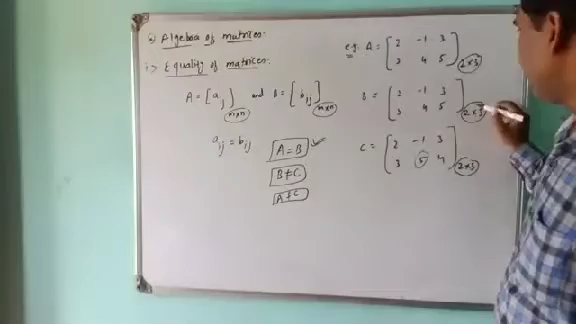 a) Algebra of matrices:
i) Equality of matrices:
A = [aij] m×n and B = [bij] m×n
aij = bij
A = B ✓
B ≠ C
A ≠ C
e.g. A = [2 -1 3
3 4 5] 2×3
B = [2 -1 3
3 4 5] 2×3
C = [2 -1 3
3 5 4] 2×3